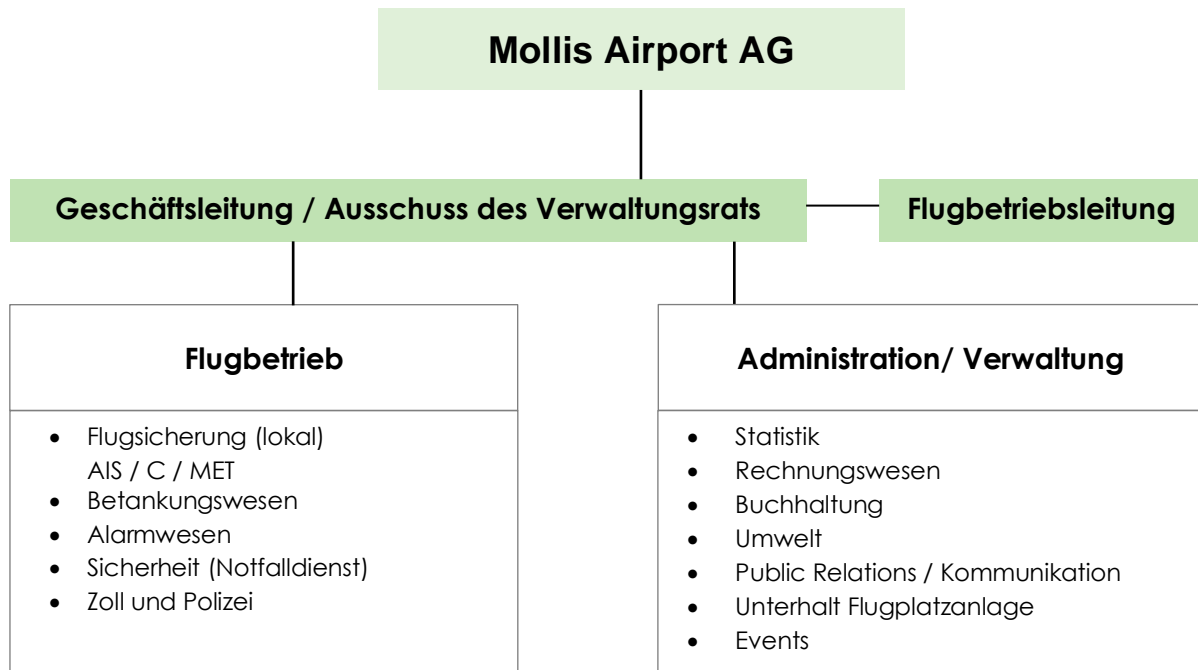 Mollis Airport AG
Geschäftsleitung / Ausschuss des Verwaltungsrats
Flugbetriebsleitung
Flugbetrieb
• Flugsicherung (lokal)
AIS / C / MET
• Betankungswesen
• Alarmwesen
• Sicherheit (Notfalldienst)
• Zoll und Polizei
Administration/ Verwaltung
• Statistik
• Rechnungswesen
• Buchhaltung
• Umwelt
• Public Relations / Kommunikation
• Unterhalt Flugplatzanlage
• Events